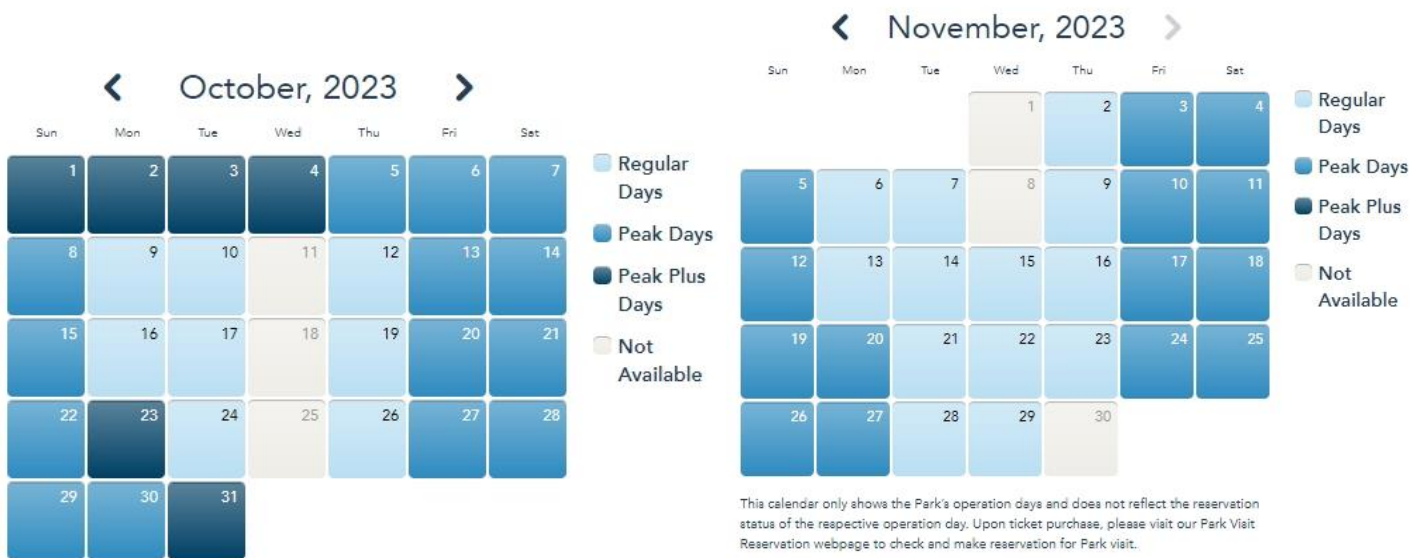 October, 2023
Sun Mon Tue Wed Thu Fri Sat
1 2 3 4 5 6 7
8 9 10 11 12 13 14
15 16 17 18 19 20 21
22 23 24 25 26 27 28
29 30 31
Regular
Days
Peak Days
Peak Plus
Days
Not
Available
November, 2023
Sun Mon Tue Wed Thu Fri Sat
1 2 3 4
5 6 7 8 9 10 11
12 13 14 15 16 17 18
19 20 21 22 23 24 25
26 27 28 29 30
Regular
Days
Peak Days
Peak Plus
Days
Not
Available
This calendar only shows the Park's operation days and does not reflect the reservation
status of the respective operation day. Upon ticket purchase, please visit our Park Visit
Reservation webpage to check and make reservation for Park visit.